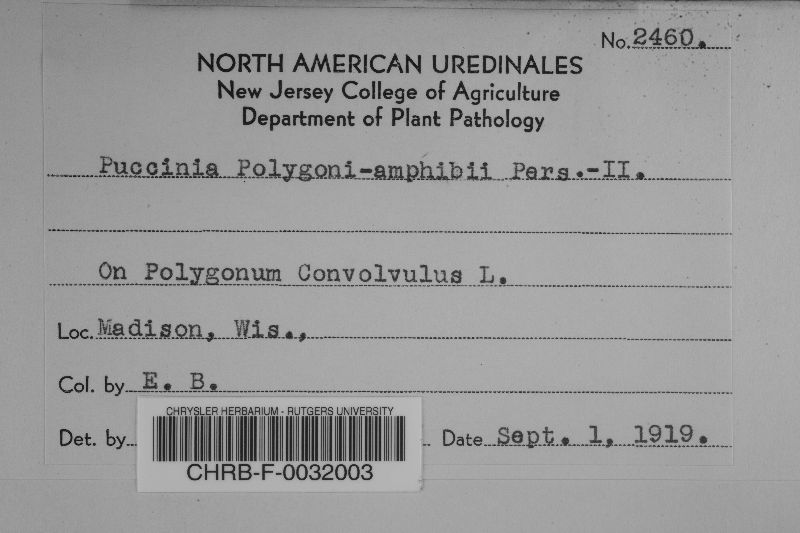 No. 2460.
NORTH AMERICAN UREDINALES
New Jersey College of Agriculture
Department of Plant Pathology
Puccinia Polygoni-amphibii Pers.-II.
On Polygonum Convolvulus L.
Loc. Madison, Wis.,
Col. by E. B.
Det. by
Date Sept. 1, 1919.
CHRYSLER HERBARIUM - RUTGERS UNIVERSITY
CHRB-F-0032003